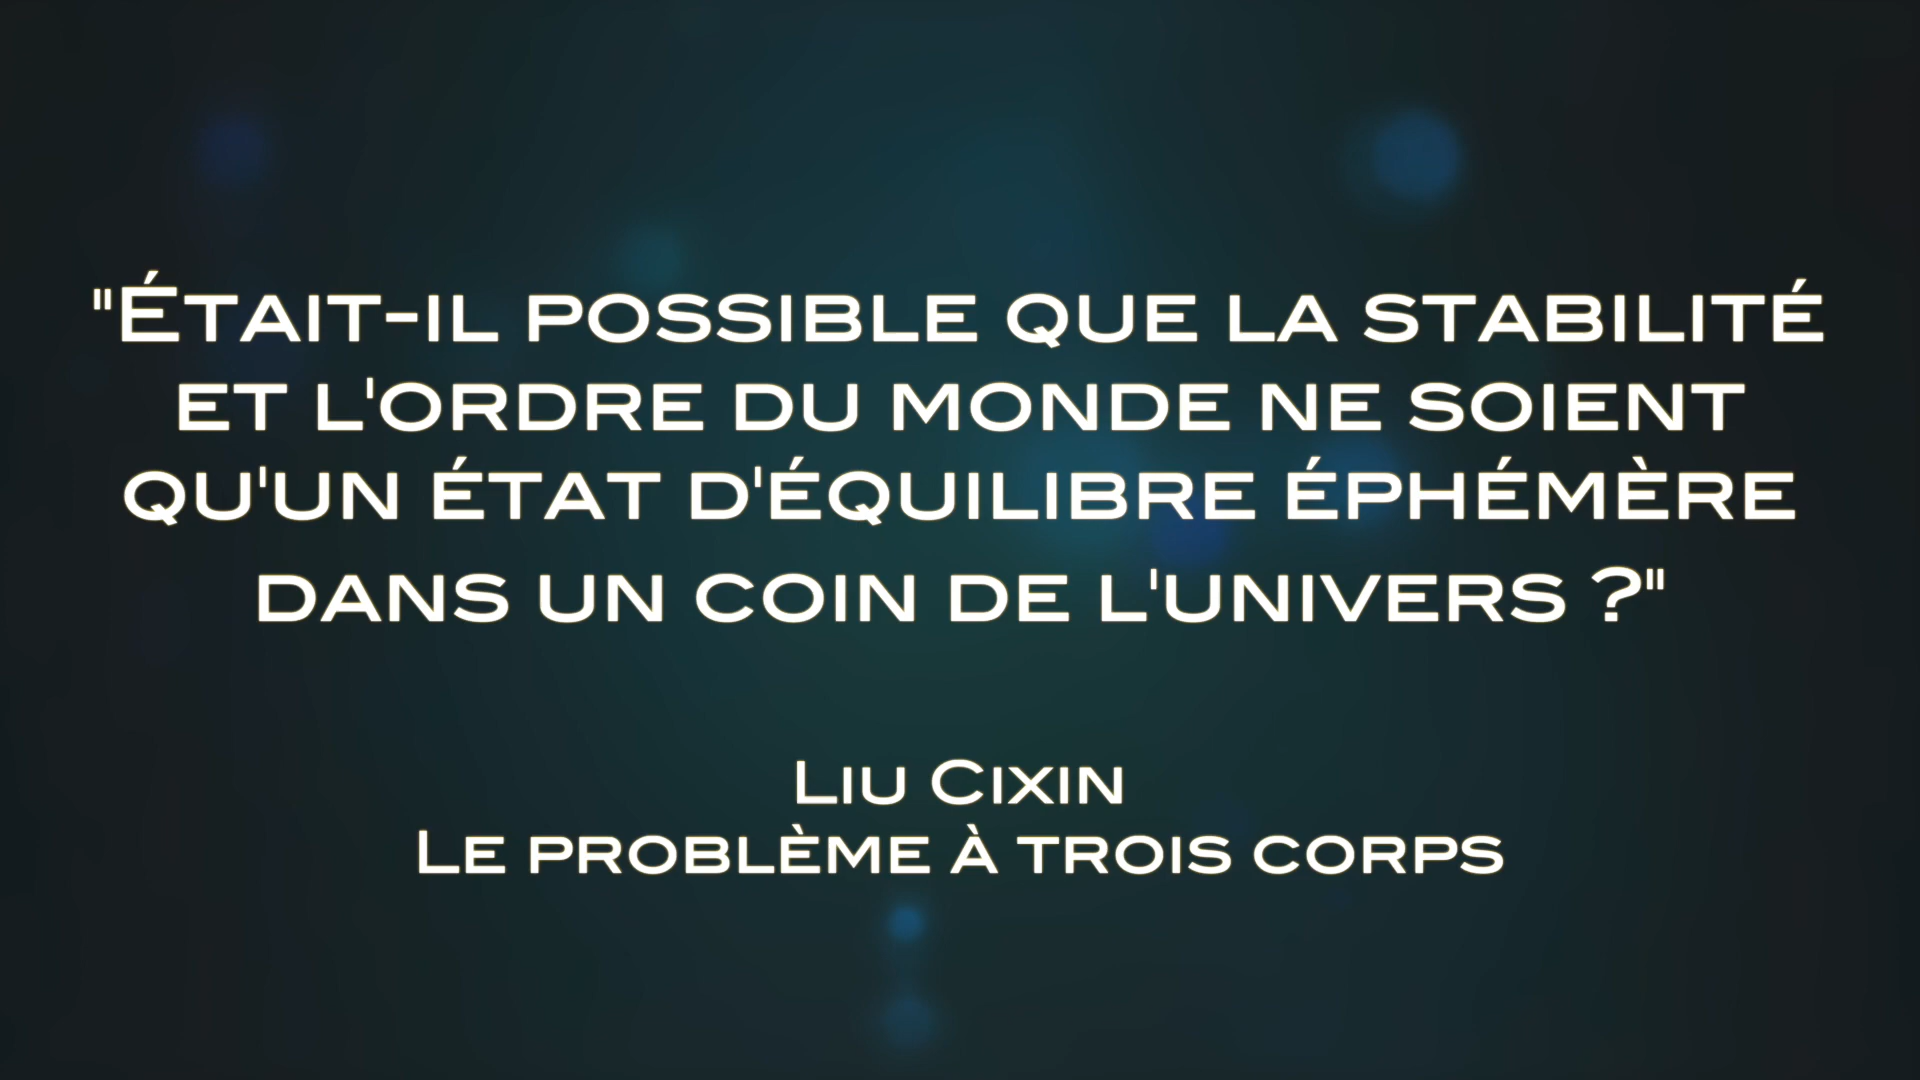 "Était-il possible que la stabilité
et l'ordre du monde ne soient
qu'un état d'équilibre éphémère
dans un coin de l'univers ?"
Liu Cixin
Le problème à trois corps